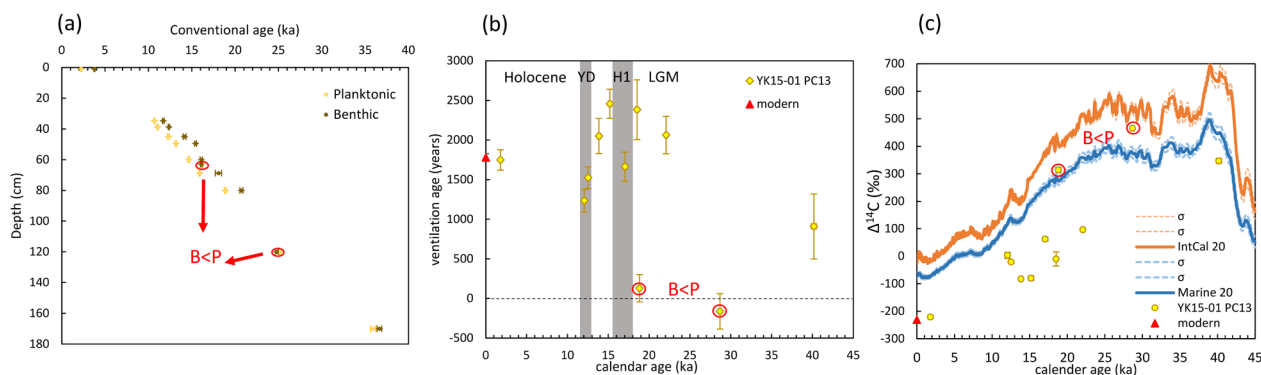 (a)
Conventional age (ka)
0 5 10 15 20 25 30 35 40
0
20
40
60
80
100
120
140
160
180
Depth (cm)
Planktonic
Benthic
B<P
(b)
3000
2500
2000
1500
1000
500
0
-500
ventilation age (years)
Holocene YD H1 LGM
YK15-01 PC13
modern
B<P
0 5 10 15 20 25 30 35 40 45
calendar age (ka)
(c)
700
600
500
400
300
200
100
0
-100
-200
-300
Δ¹⁴C (‰)
B<P
σ
σ
IntCal 20
σ
σ
Marine 20
YK15-01 PC13
modern
0 5 10 15 20 25 30 35 40 45
calender age (ka)